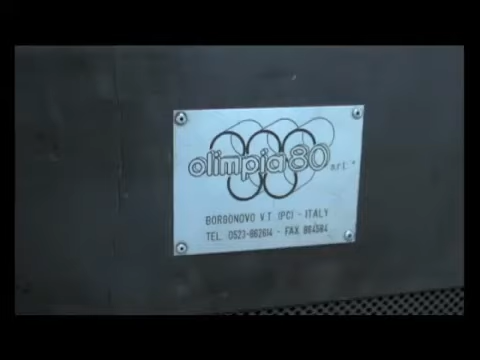 olimpia 80 s.r.l.
BORGONOVO V.T. (PC) - ITALY
TEL. 0523-862614 - FAX 864584